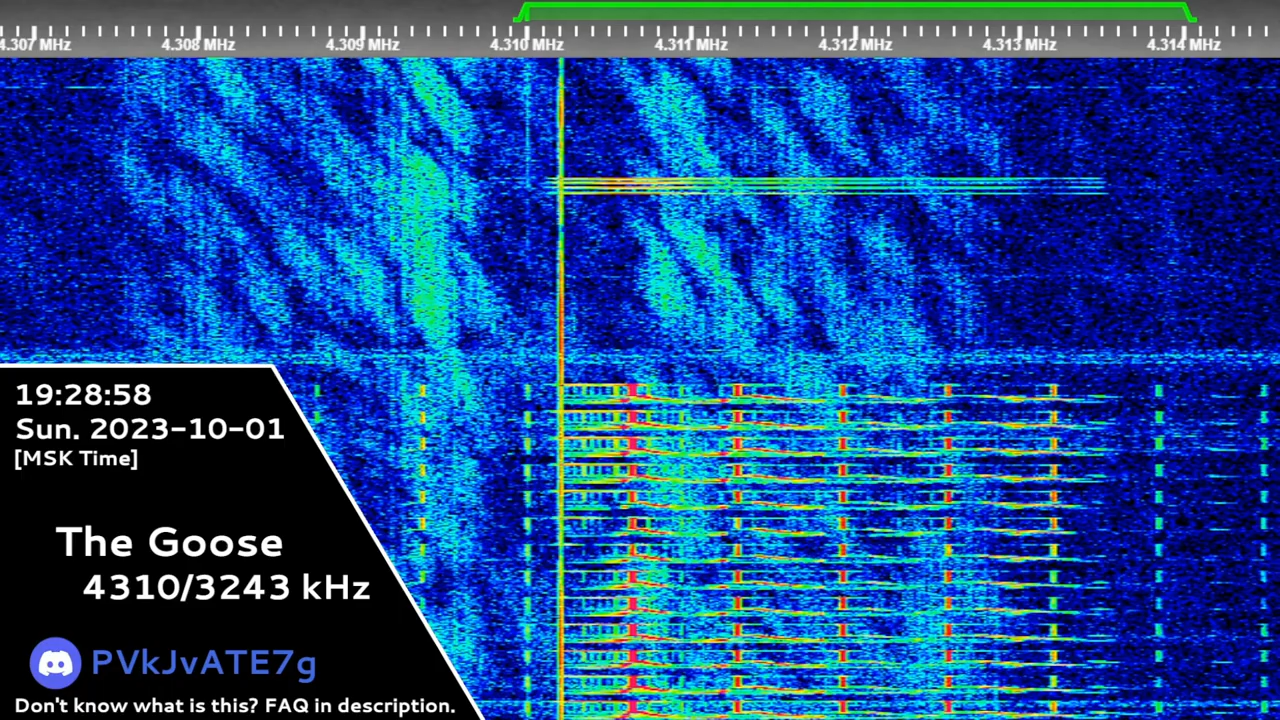 4.307 MHz 4.308 MHz 4.309 MHz 4.310 MHz 4.311 MHz 4.312 MHz 4.313 MHz 4.314 MHz
19:28:58
Sun. 2023-10-01
[MSK Time]
The Goose
4310/3243 kHz
PVkJvATE7g
Don't know what is this? FAQ in description.